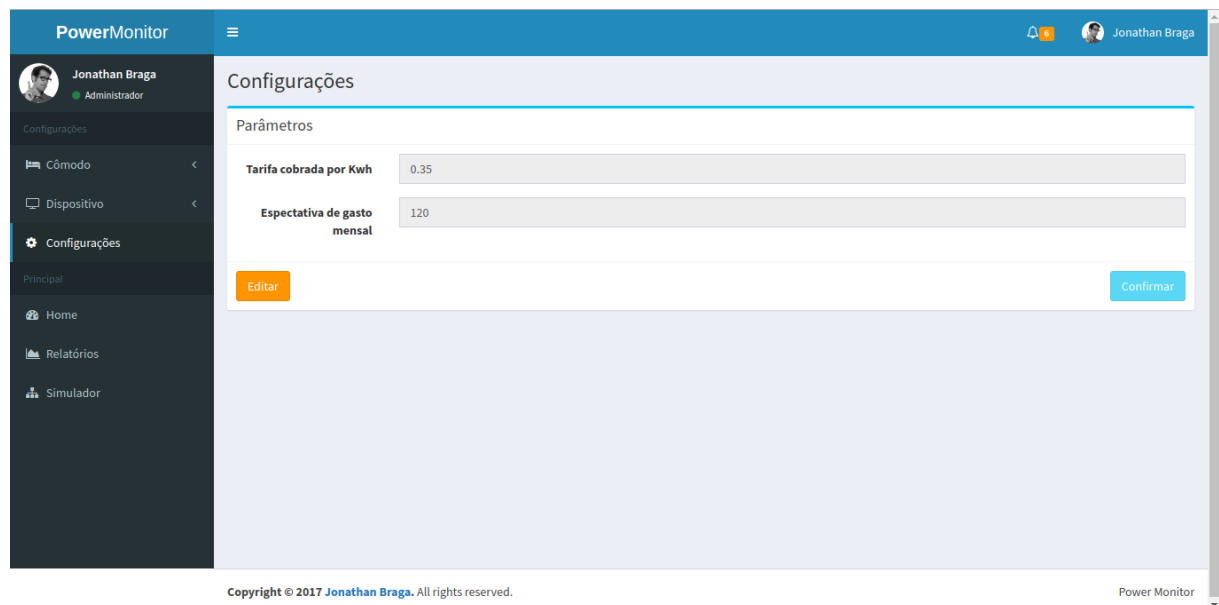 PowerMonitor
6
Jonathan Braga
Jonathan Braga
Administrador
Configurações
Cômodo
Dispositivo
Configurações
Principal
Home
Relatórios
Simulador
Configurações
Parâmetros
Tarifa cobrada por Kwh
0.35
Espectativa de gasto
mensal
120
Editar
Confirmar
Copyright © 2017 Jonathan Braga. All rights reserved.
Power Monitor